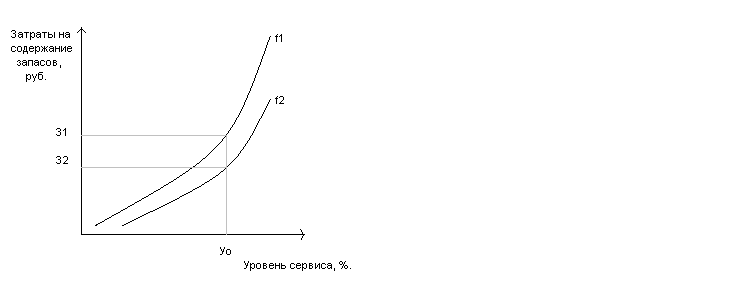 Затраты на
содержание
запасов,
руб.
f1
f2
З1
З2
Уо
Уровень сервиса, %.